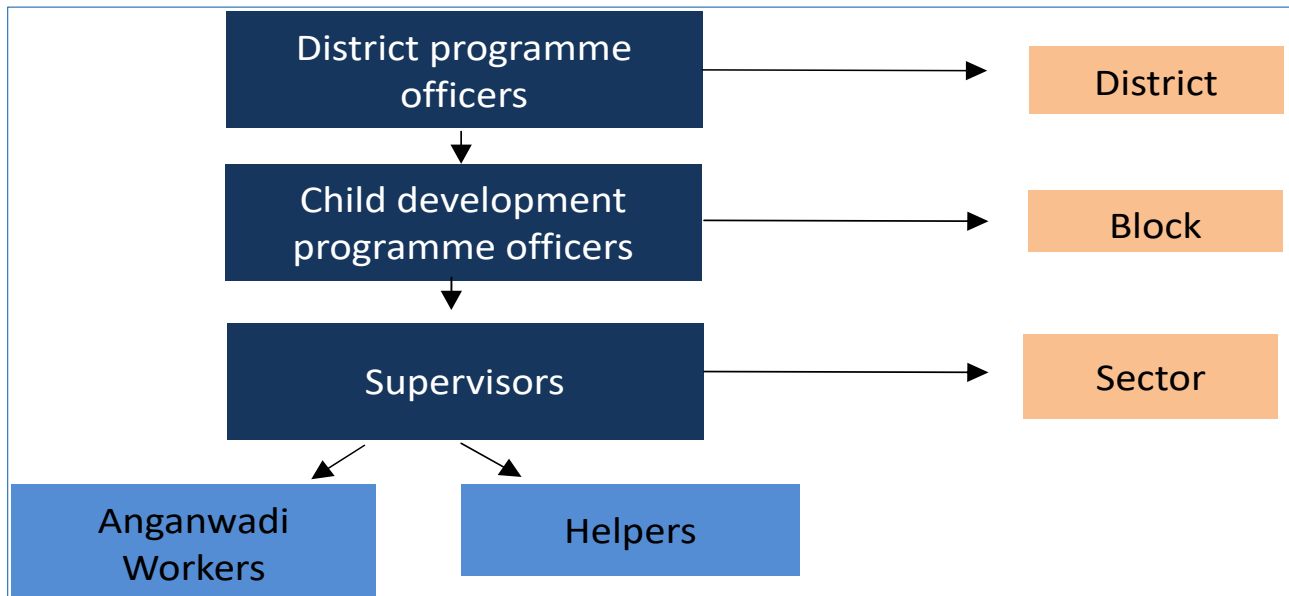 District programme
officers
District
Child development
programme officers
Block
Supervisors
Sector
Anganwadi
Workers
Helpers